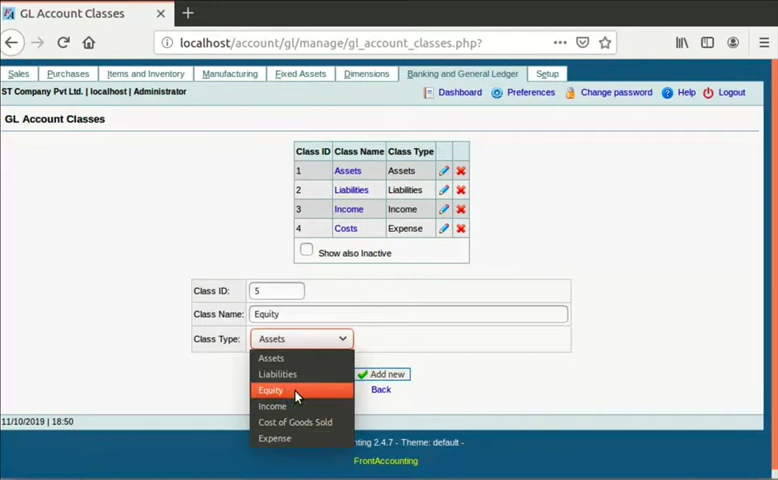 GL Account Classes
localhost/account/gl/manage/gl_account_classes.php?
Sales Purchases Items and Inventory Manufacturing Fixed Assets Dimensions Banking and General Ledger Setup
ST Company Pvt Ltd. | localhost | Administrator
Dashboard Preferences Change password Help Logout
GL Account Classes
Class ID Class Name Class Type
1 Assets Assets
2 Liabilities Liabilities
3 Income Income
4 Costs Expense
Show also Inactive
Class ID: 5
Class Name: Equity
Class Type: Assets
Assets
Liabilities
Equity
Income
Cost of Goods Sold
Expense
Add new
Back
11/10/2019 | 18:50
nting 2.4.7 - Theme: default -
FrontAccounting